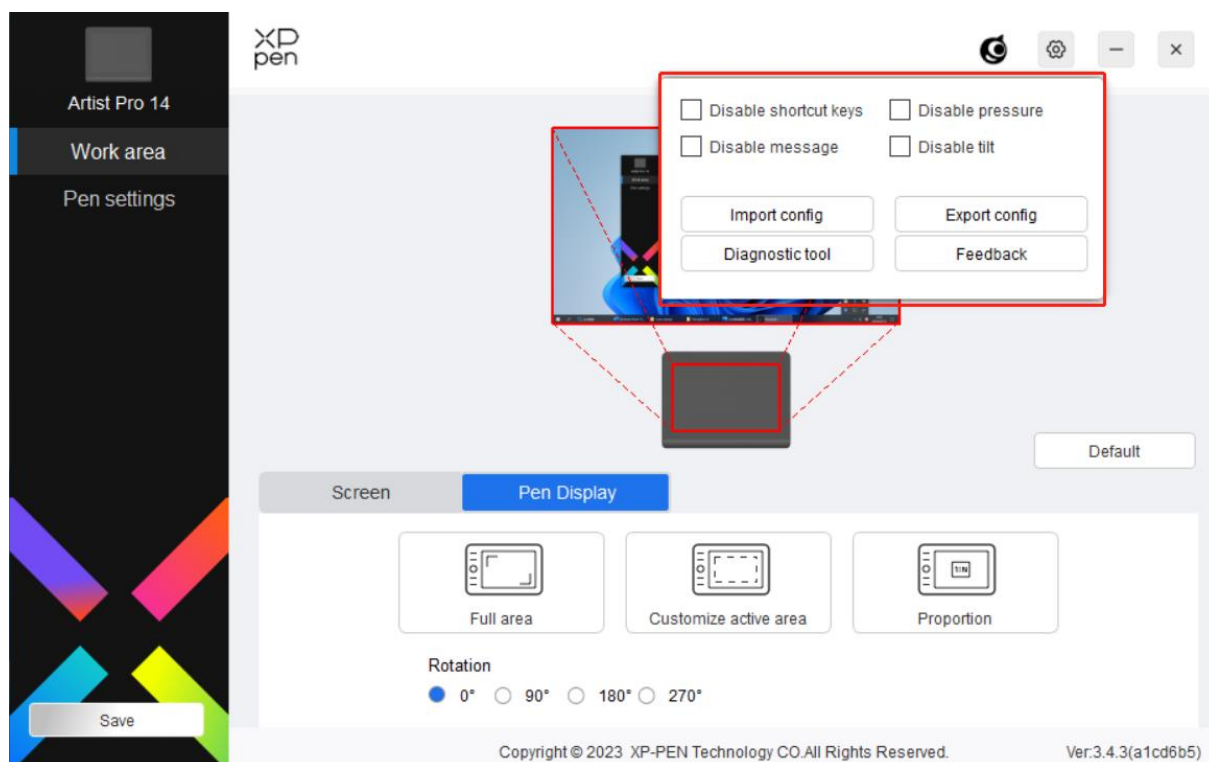 XP
pen
Artist Pro 14
Work area
Pen settings
Disable shortcut keys
Disable pressure
Disable message
Disable tilt
Import config
Export config
Diagnostic tool
Feedback
Default
Screen
Pen Display
Full area
Customize active area
1:N
Proportion
Rotation
0° 90° 180° 270°
Save
Copyright © 2023 XP-PEN Technology CO.All Rights Reserved.
Ver:3.4.3(a1cd6b5)